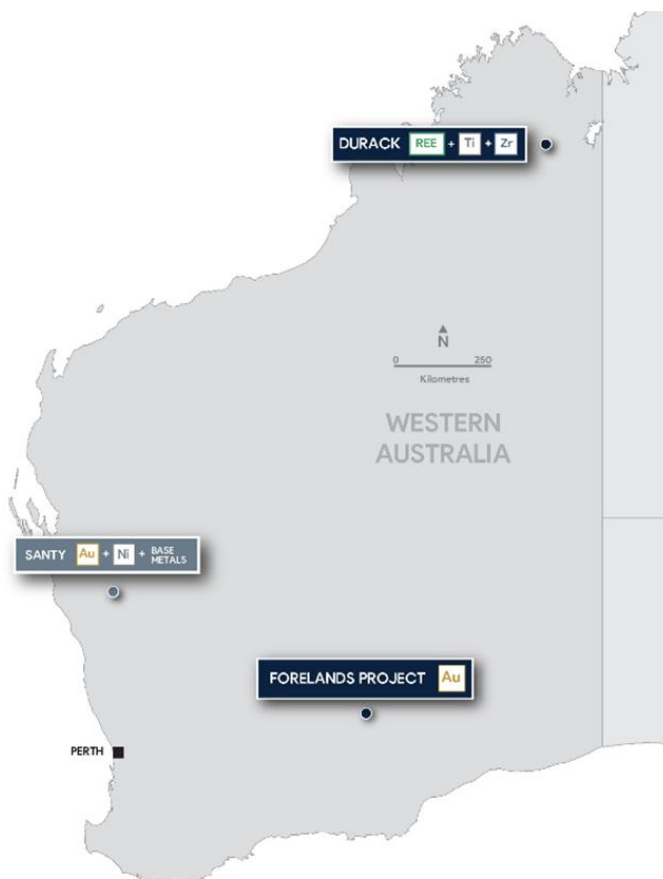 DURACK REE + Ti + Zr
N
0 250
Kilometres
WESTERN
AUSTRALIA
SANTY Au + Ni + BASE
METALS
FORELANDS PROJECT Au
PERTH